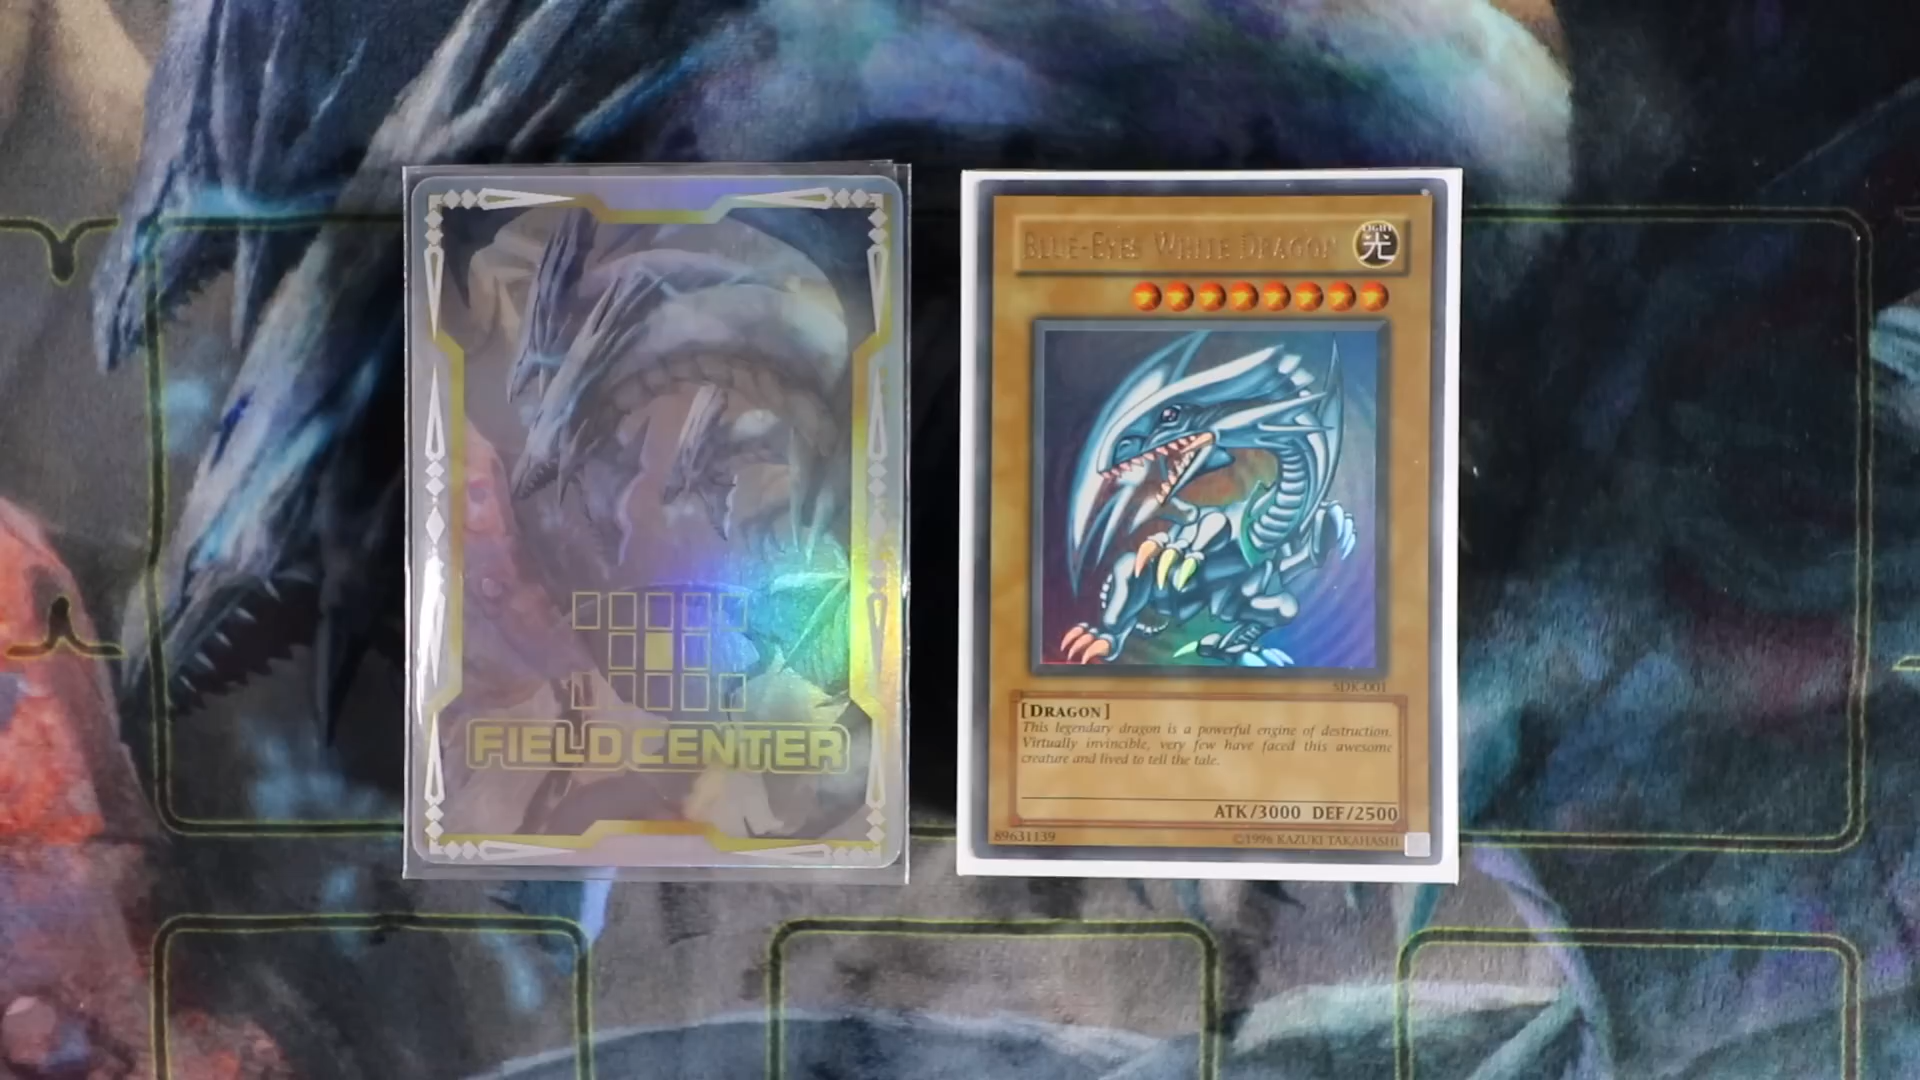 FIELD CENTER
BLUE-EYES WHITE DRAGON
LIGHT
光
SDK-001
[DRAGON]
This legendary dragon is a powerful engine of destruction.
Virtually invincible, very few have faced this awesome
creature and lived to tell the tale.
ATK/3000 DEF/2500
89631139
©1996 KAZUKI TAKAHASHI